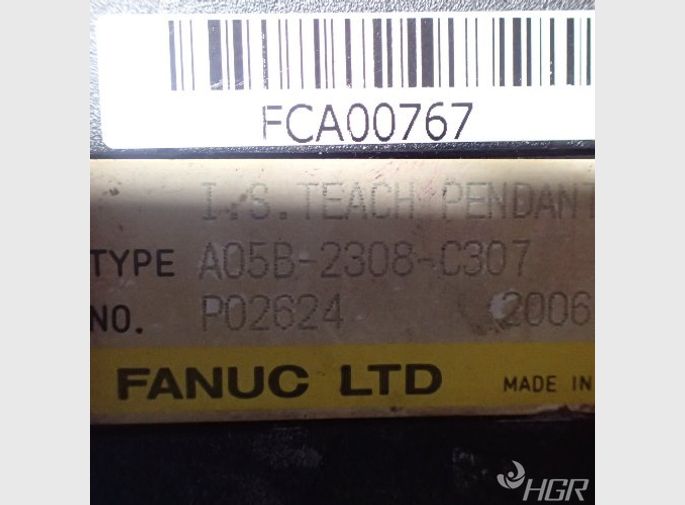 FCA00767
I.S.TEACH PENDANT
TYPE A05B-2308-C307
NO. P02624 2006
FANUC LTD MADE IN
HGR